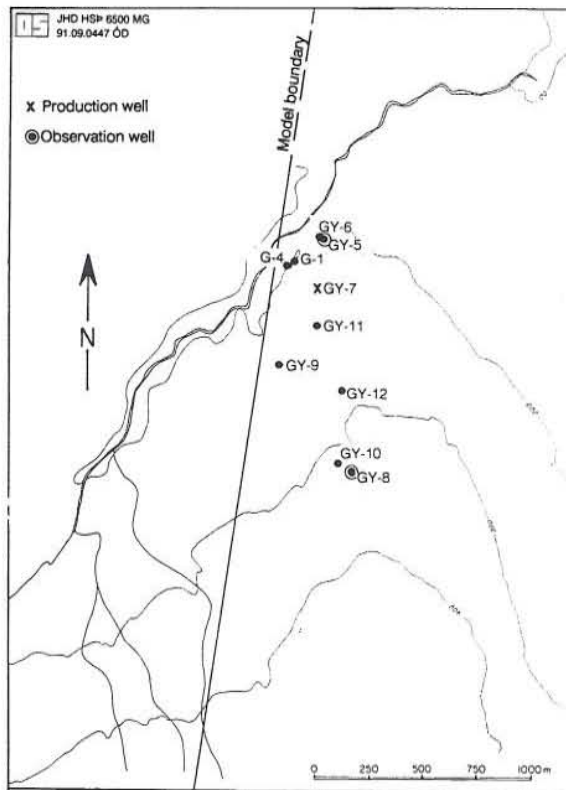 JHD HSÞ 6500 MG
91.09.0447 ÓD
x Production well
Observation well
Model boundary
N
GY-6
GY-5
G-4
G-1
GY-7
GY-11
GY-9
GY-12
GY-10
GY-8
0 250 500 750 1000 m